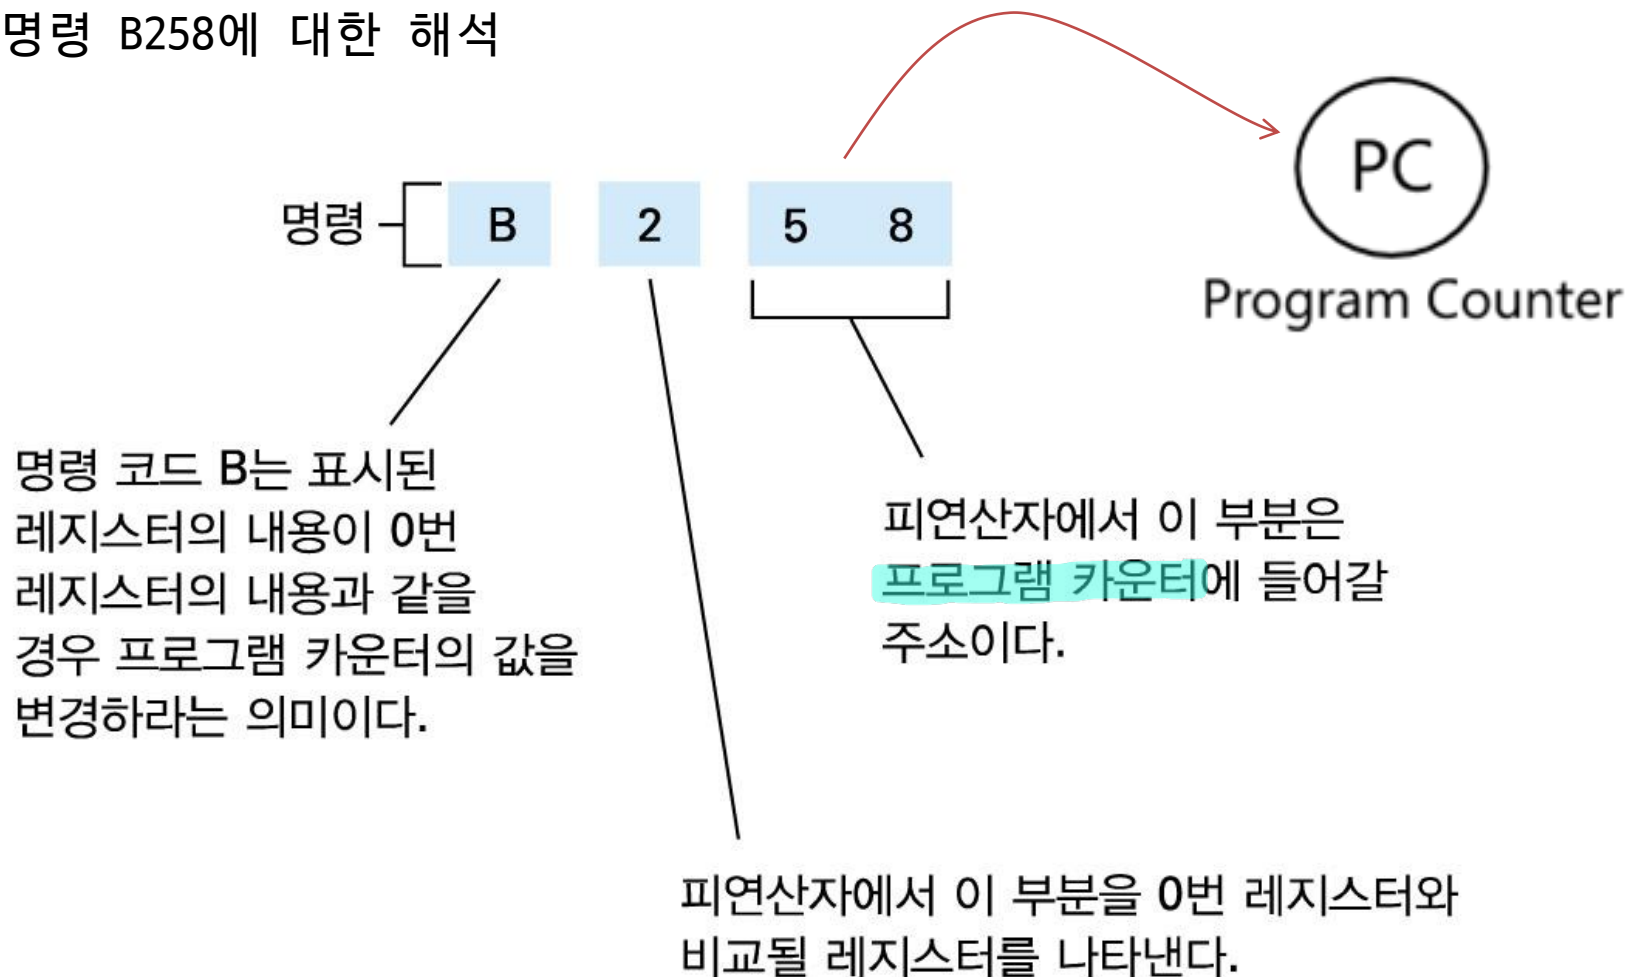 명령 B258에 대한 해석
명령 B 2 5 8
PC
Program Counter
명령 코드 B는 표시된
레지스터의 내용이 0번
레지스터의 내용과 같을
경우 프로그램 카운터의 값을
변경하라는 의미이다.
피연산자에서 이 부분은
프로그램 카운터에 들어갈
주소이다.
피연산자에서 이 부분을 0번 레지스터와
비교될 레지스터를 나타낸다.